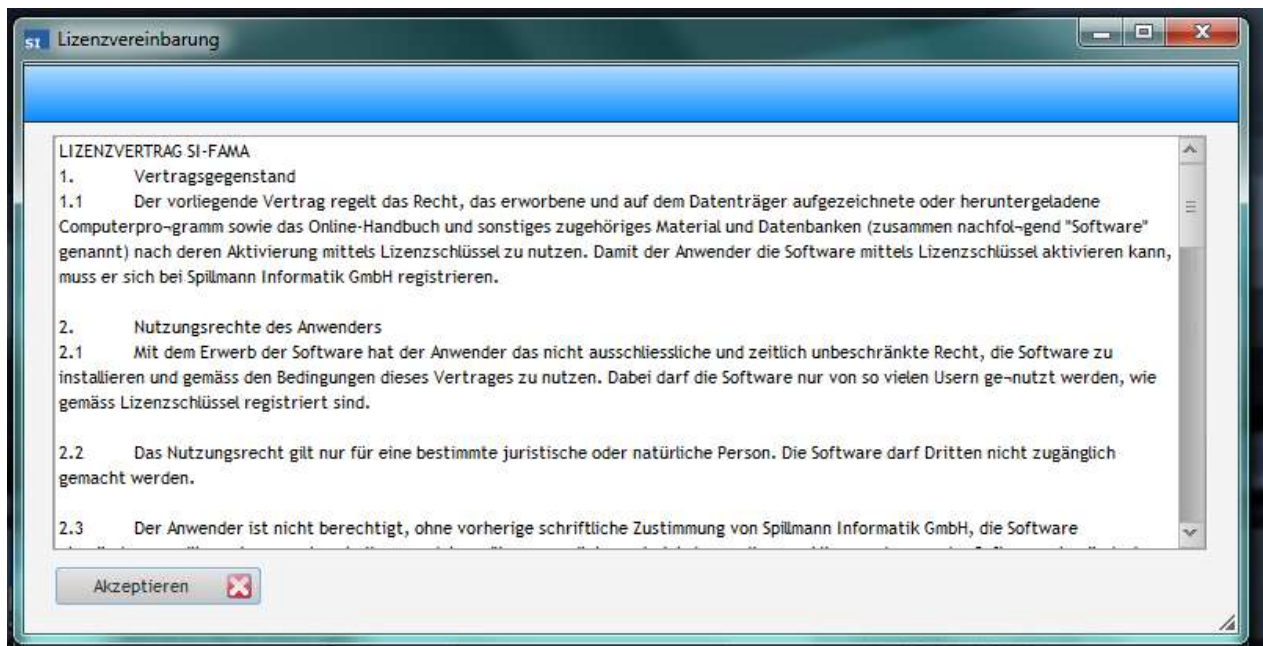 SI Lizenzvereinbarung
LIZENZVERTRAG SI-FAMA
1. Vertragsgegenstand
1.1 Der vorliegende Vertrag regelt das Recht, das erworbene und auf dem Datenträger aufgezeichnete oder heruntergeladene
Computerpro¬gramm sowie das Online-Handbuch und sonstiges zugehöriges Material und Datenbanken (zusammen nachfol¬gend "Software"
genannt) nach deren Aktivierung mittels Lizenzschlüssel zu nutzen. Damit der Anwender die Software mittels Lizenzschlüssel aktivieren kann,
muss er sich bei Spillmann Informatik GmbH registrieren.
2. Nutzungsrechte des Anwenders
2.1 Mit dem Erwerb der Software hat der Anwender das nicht ausschliessliche und zeitlich unbeschränkte Recht, die Software zu
installieren und gemäss den Bedingungen dieses Vertrages zu nutzen. Dabei darf die Software nur von so vielen Usern ge¬nutzt werden, wie
gemäss Lizenzschlüssel registriert sind.
2.2 Das Nutzungsrecht gilt nur für eine bestimmte juristische oder natürliche Person. Die Software darf Dritten nicht zugänglich
gemacht werden.
2.3 Der Anwender ist nicht berechtigt, ohne vorherige schriftliche Zustimmung von Spillmann Informatik GmbH, die Software
Akzeptieren